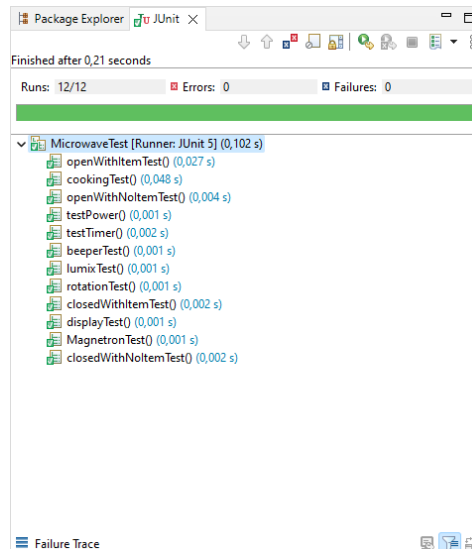 Package Explorer JUnit
Finished after 0,21 seconds
Runs: 12/12 Errors: 0 Failures: 0
MicrowaveTest [Runner: JUnit 5] (0,102 s)
openWithItemTest() (0,027 s)
cookingTest() (0,048 s)
openWithNoItemTest() (0,004 s)
testPower() (0,001 s)
testTimer() (0,002 s)
beeperTest() (0,001 s)
lumixTest() (0,001 s)
rotationTest() (0,001 s)
closedWithItemTest() (0,002 s)
displayTest() (0,001 s)
MagnetronTest() (0,001 s)
closedWithNoItemTest() (0,002 s)
Failure Trace